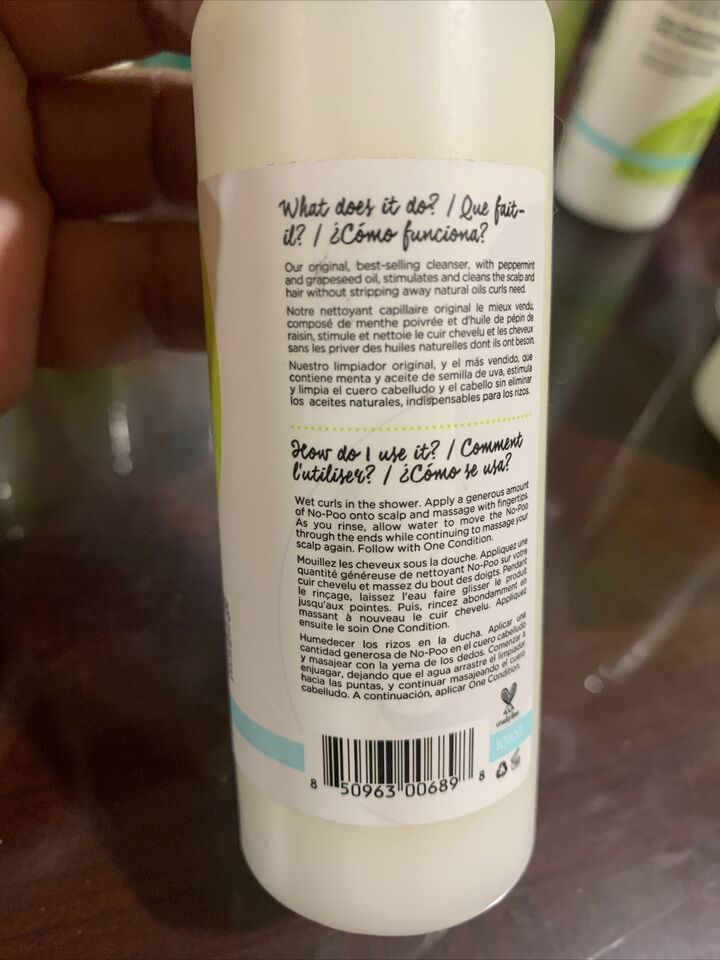 What does it do? / Que fait-
il? / ¿Cómo funciona?
Our original, best-selling cleanser, with peppermint
and grapeseed oil, stimulates and cleans the scalp and
hair without stripping away natural oils curls need.
Notre nettoyant capillaire original le mieux vendu,
composé de menthe poivrée et d'huile de pépin de
raisin, stimule et nettoie le cuir chevelu et les cheveux
sans les priver des huiles naturelles dont ils ont besoin.
Nuestro limpiador original, y el más vendido, que
contiene menta y aceite de semilla de uva, estimula
y limpia el cuero cabelludo y el cabello sin eliminar
los aceites naturales, indispensables para los rizos.
How do I use it? / Comment
l'utiliser? / ¿Cómo se usa?
Wet curls in the shower. Apply a generous amount
of No-Poo onto scalp and massage with fingertips.
As you rinse, allow water to move the No-Poo
through the ends while continuing to massage your
scalp again. Follow with One Condition.
Mouillez les cheveux sous la douche. Appliquez une
quantité généreuse de nettoyant No-Poo sur votre
cuir chevelu et massez du bout des doigts. Pendant
le rinçage, laissez l'eau faire glisser le produit
jusqu'aux pointes. Puis, rincez abondamment en
massant à nouveau le cuir chevelu. Appliquez
ensuite le soin One Condition.
Humedecer los rizos en la ducha. Aplicar una
cantidad generosa de No-Poo en el cuero cabelludo
y masajear con la yema de los dedos. Comenzar a
enjuagar, dejando que el agua arrastre el limpiador
hacia las puntas, y continuar masajeando el cuero
cabelludo. A continuación, aplicar One Condition.
cruelty-free
8 50963 00689 8